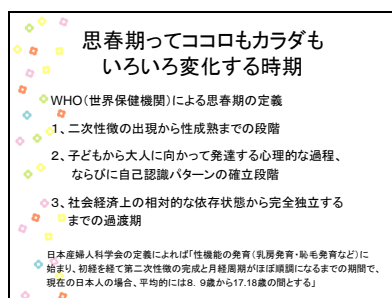 思春期ってココロもカラダも
いろいろ変化する時期
WHO(世界保健機関)による思春期の定義
1、二次性徴の出現から性成熟までの段階
2、子どもから大人に向かって発達する心理的な過程、
ならびに自己認識パターンの確立段階
3、社会経済上の相対的な依存状態から完全独立する
までの過渡期
日本産婦人科学会の定義によれば「性機能の発育(乳房発育・恥毛発育など)に
始まり、初経を経て第二次性徴の完成と月経周期がほぼ順調になるまでの期間で、
現在の日本人の場合、平均的には8. 9歳から17.18歳の間とする」